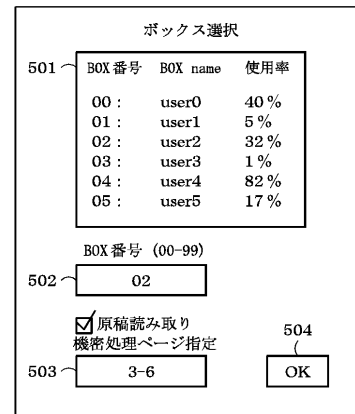 ボックス選択
501
BOX番号 BOX name 使用率
00: user0 40%
01: user1 5%
02: user2 32%
03: user3 1%
04: user4 82%
05: user5 17%
BOX番号 (00-99)
502 02
原稿読み取り
機密処理ページ指定
504
503 3-6 OK